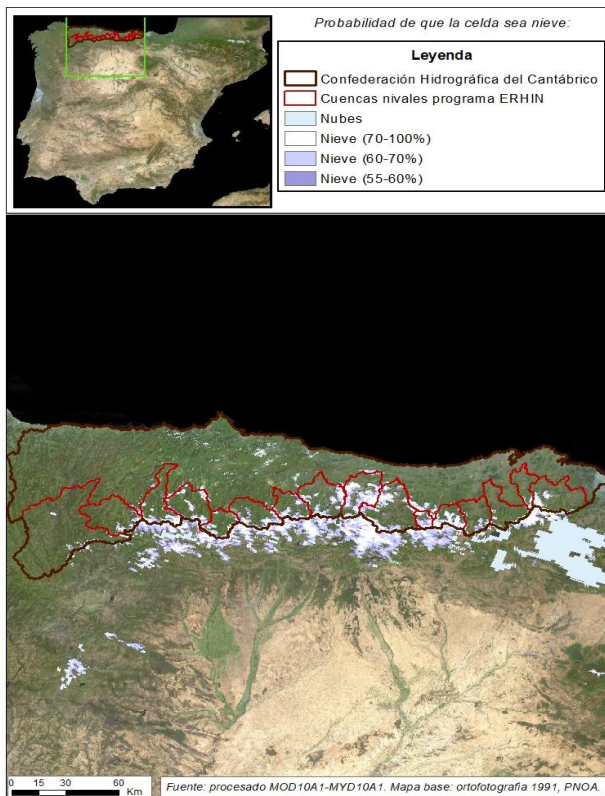 Probabilidad de que la celda sea nieve:
Leyenda
Confederación Hidrográfica del Cantábrico
Cuencas nivales programa ERHIN
Nubes
Nieve (70-100%)
Nieve (60-70%)
Nieve (55-60%)
0 15 30 60
Km
Fuente: procesado MOD10A1-MYD10A1. Mapa base: ortofotografia 1991, PNOA.